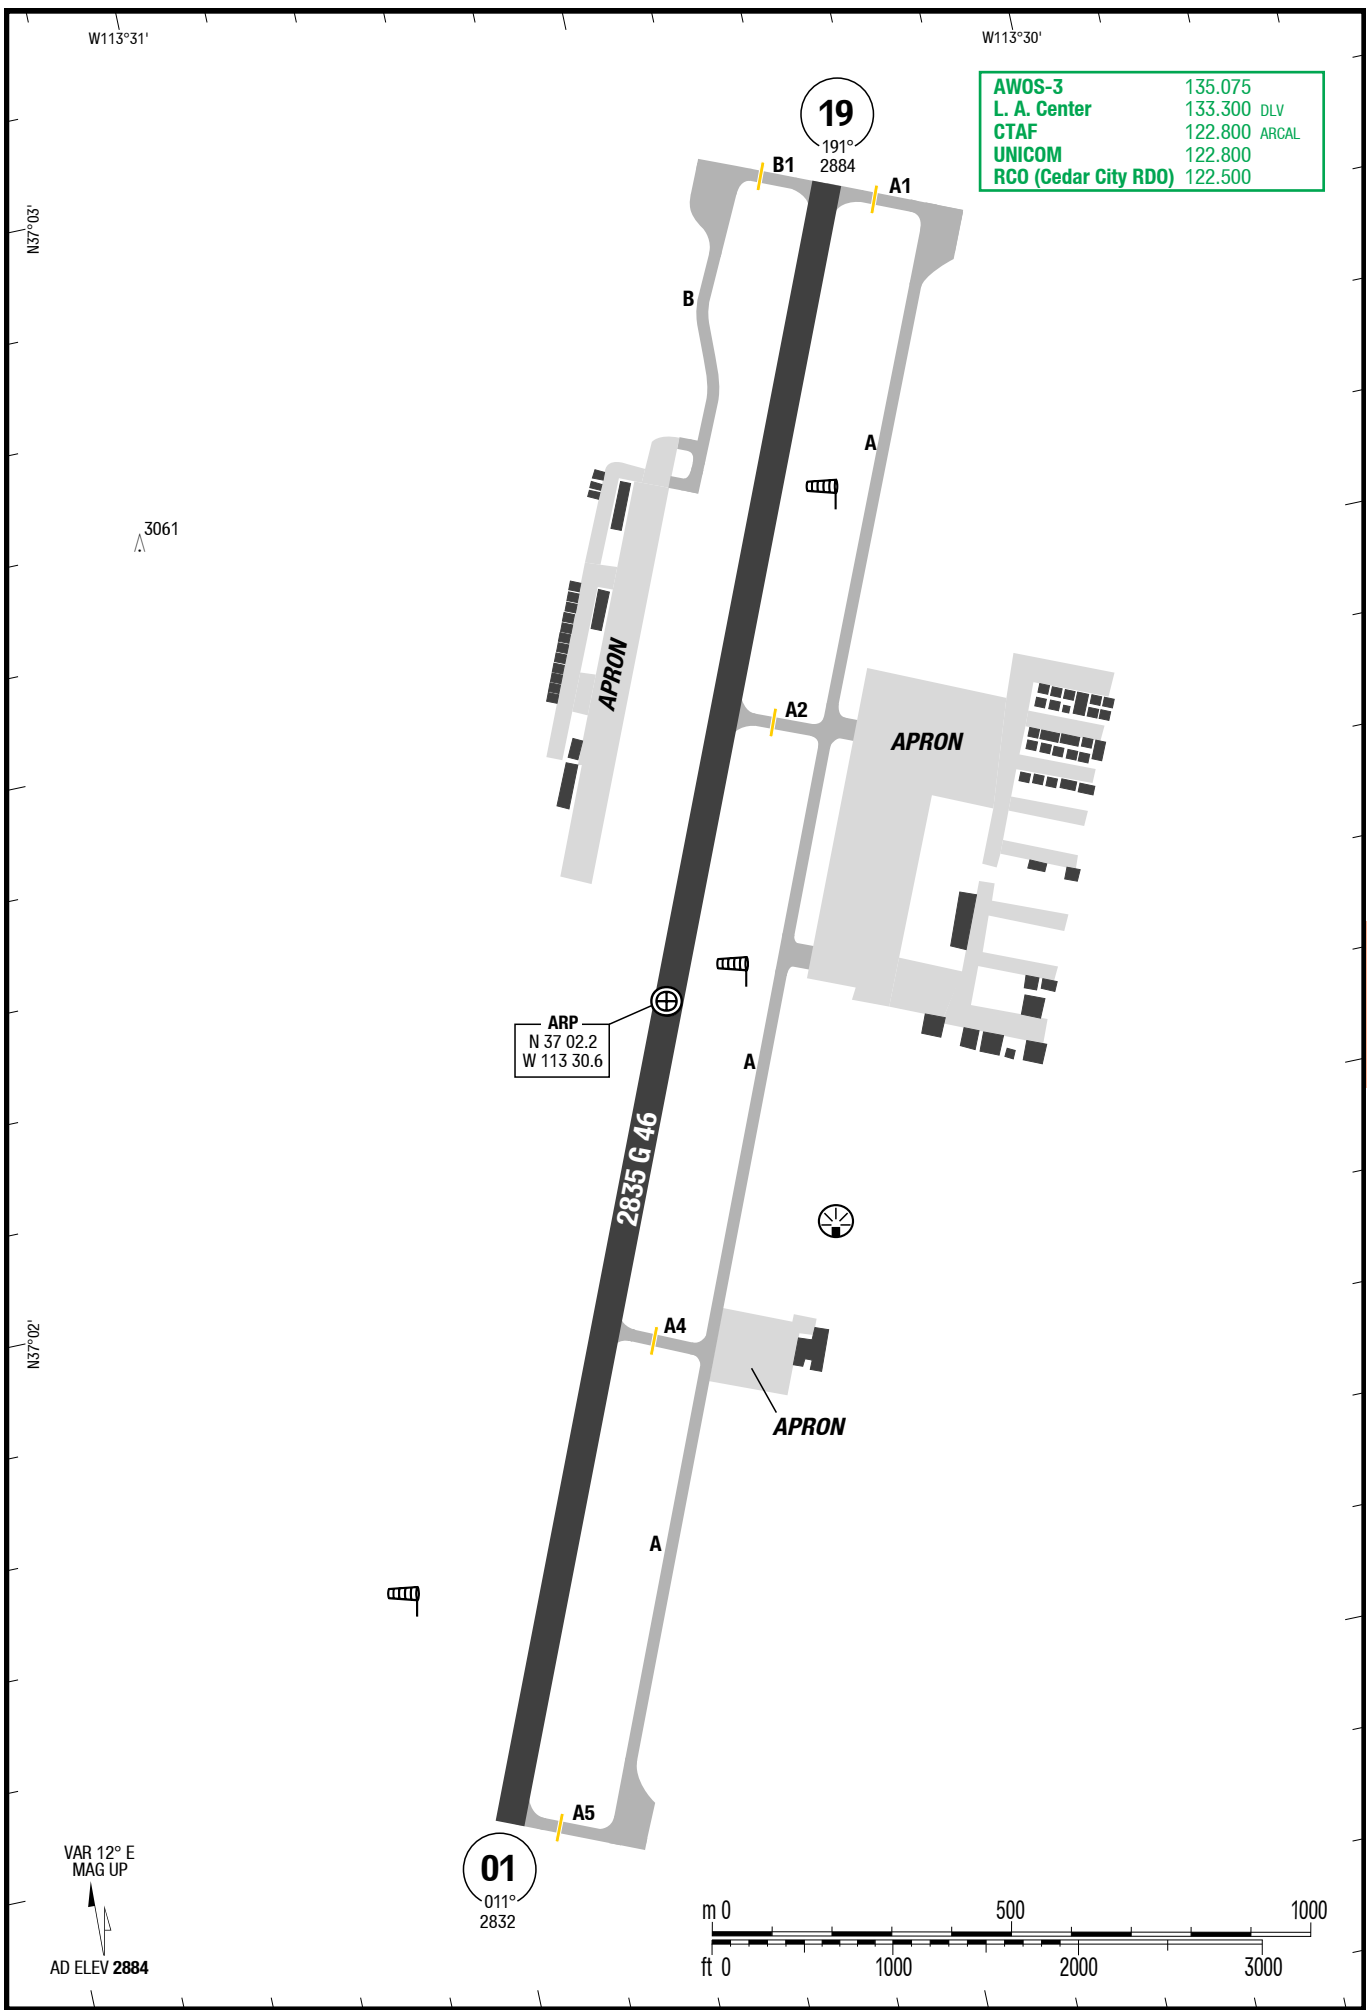 W113°31'
W113°30'
AWOS-3 135.075
L. A. Center 133.300 DLV
CTAF 122.800 ARCAL
UNICOM 122.800
RCO (Cedar City RDO) 122.500
19
191°
2884
B1
A1
N37°03'
B
A
3061
APRON
A2
APRON
ARP
N 37 02.2
W 113 30.6
A
2835 G 46
A4
N37°02'
APRON
A
A5
01
011°
2832
VAR 12° E
MAG UP
AD ELEV 2884
m 0 500 1000
ft 0 1000 2000 3000